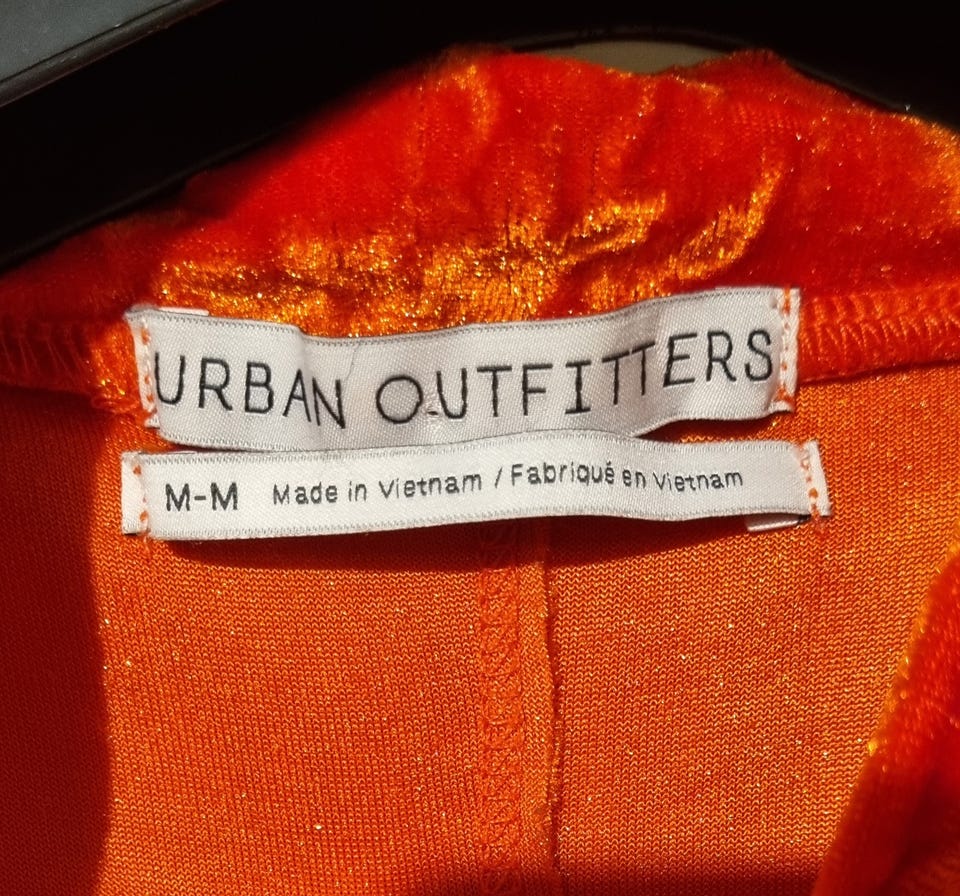 URBAN OUTFITTERS
M-M Made in Vietnam / Fabriqué en Vietnam